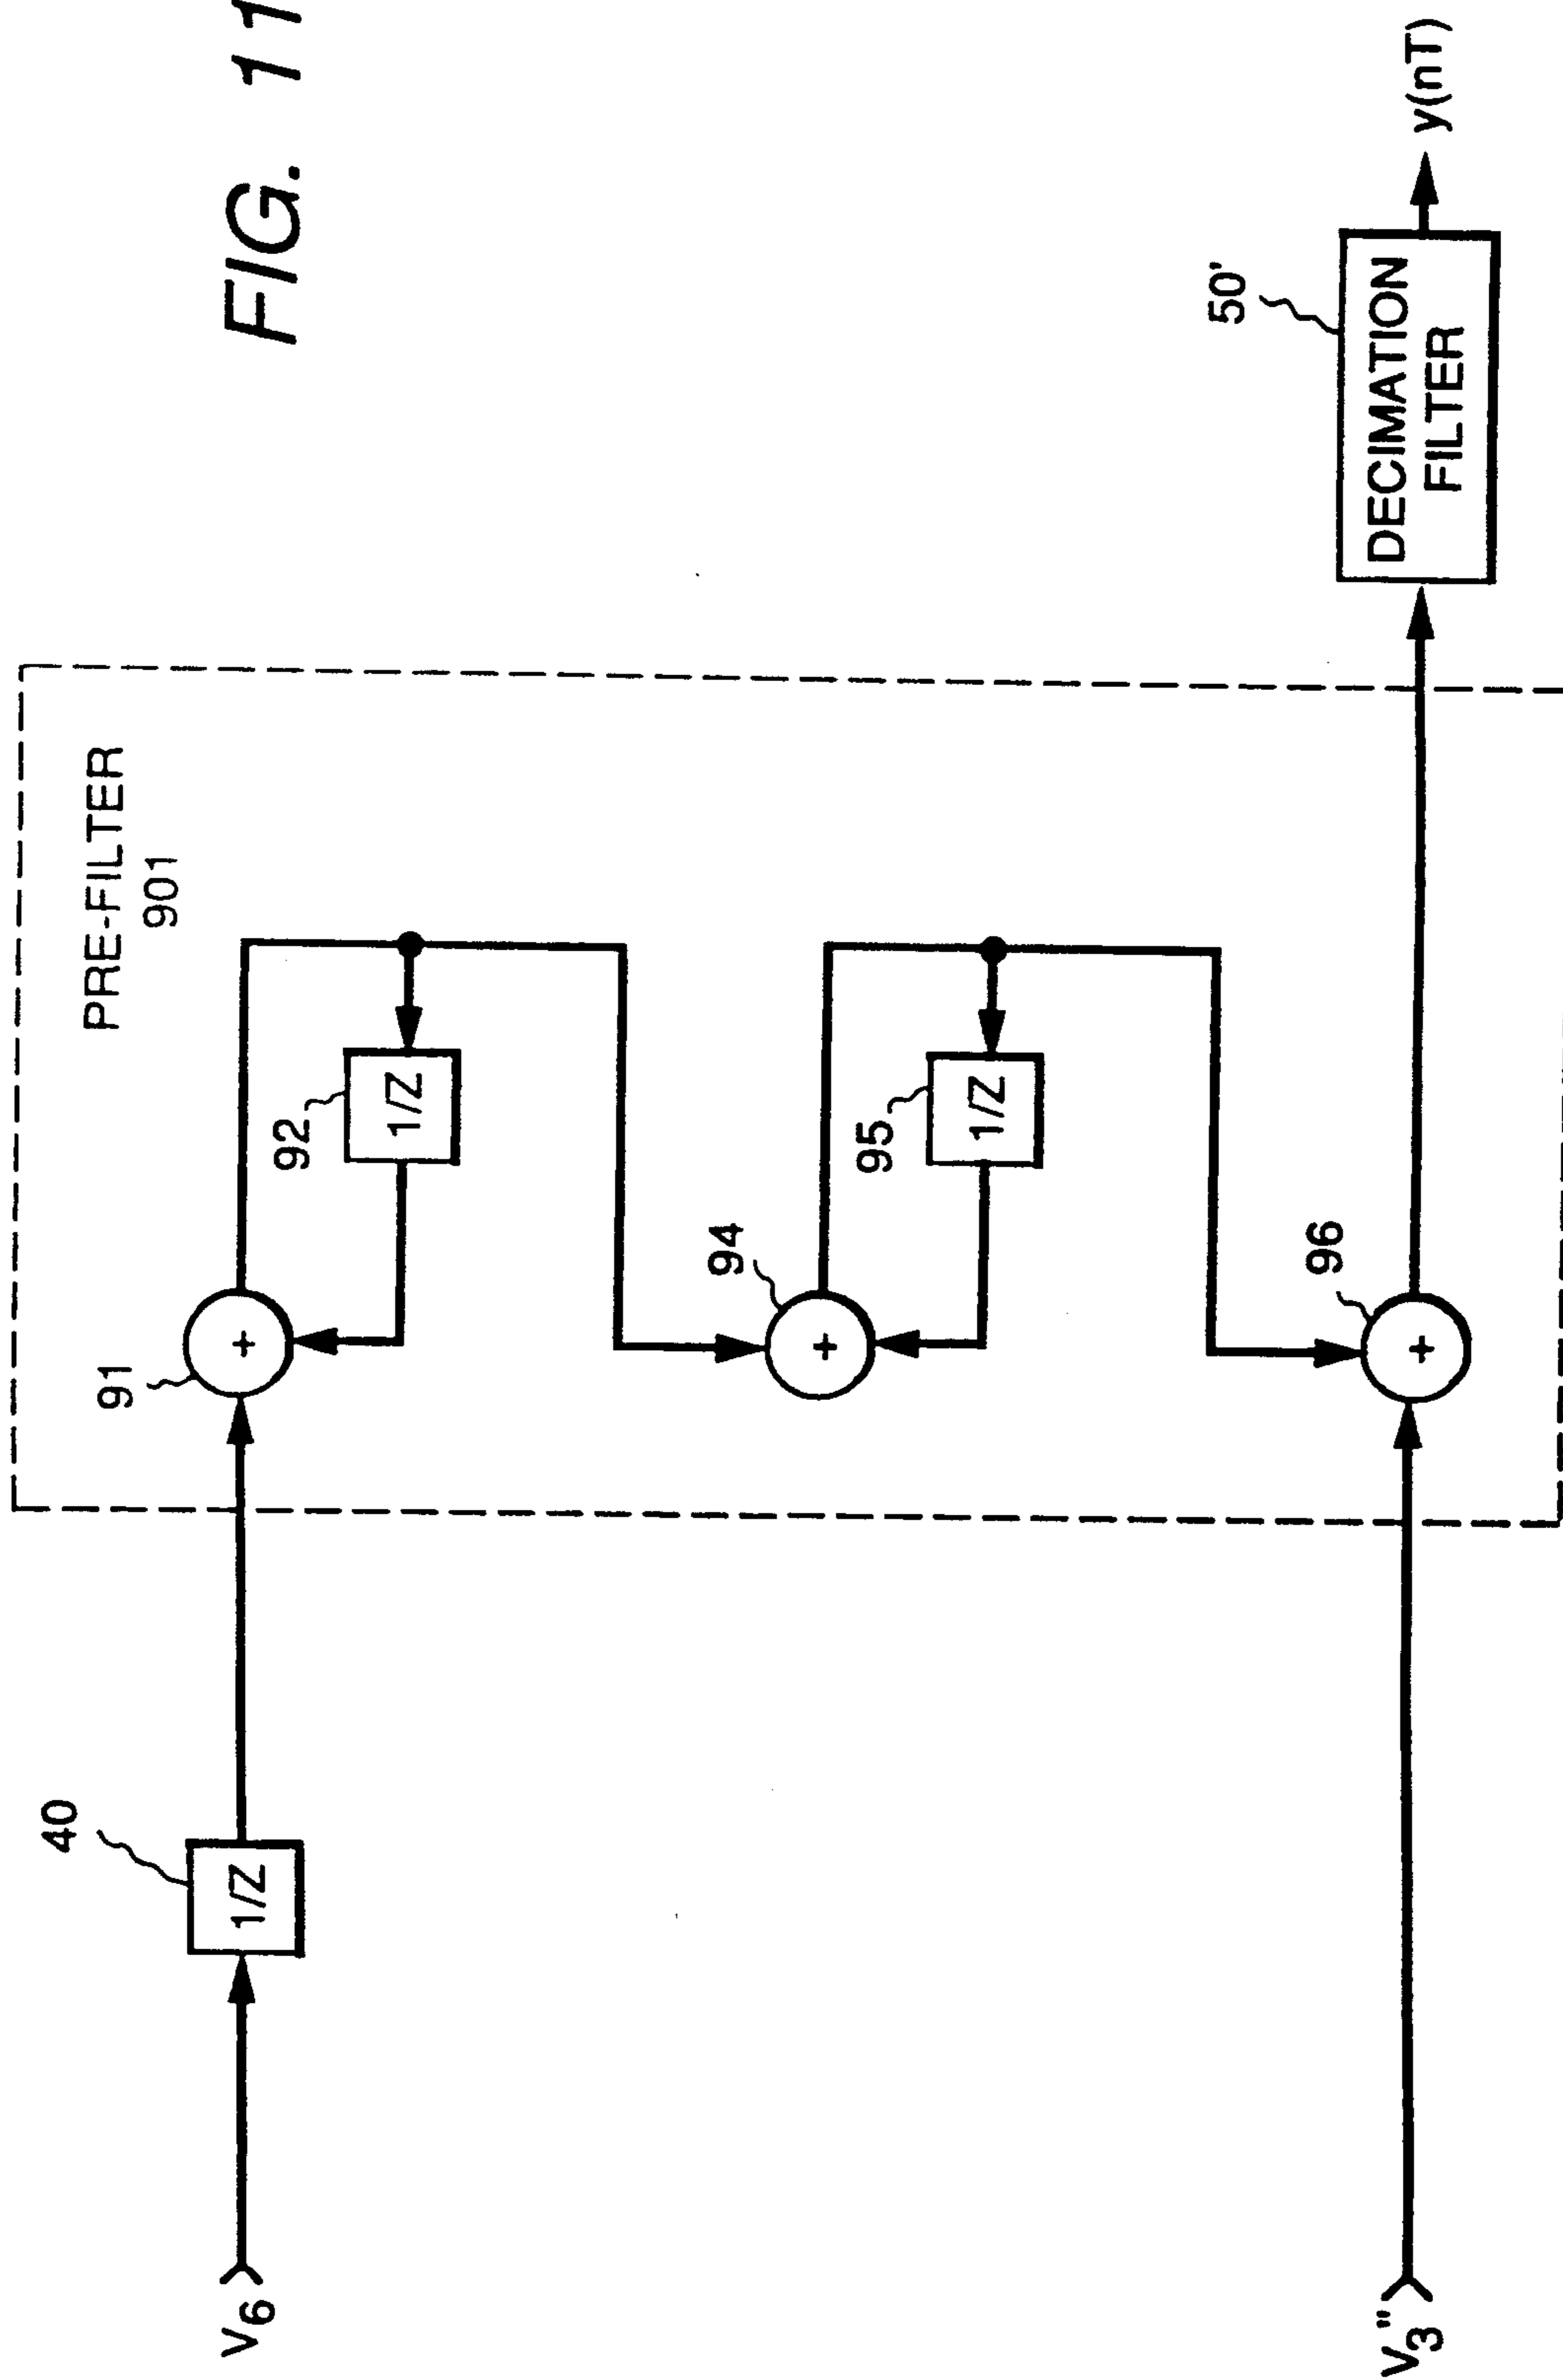 FIG. 11
PRE-FILTER
901
40
1/Z
V6
91
+
92
1/Z
94
+
95
1/Z
96
+
V3"
50'
DECIMATION
FILTER
y(nT)